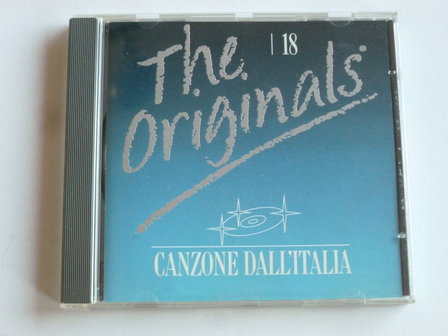 | 18
The
Originals
CANZONE DALL'ITALIA